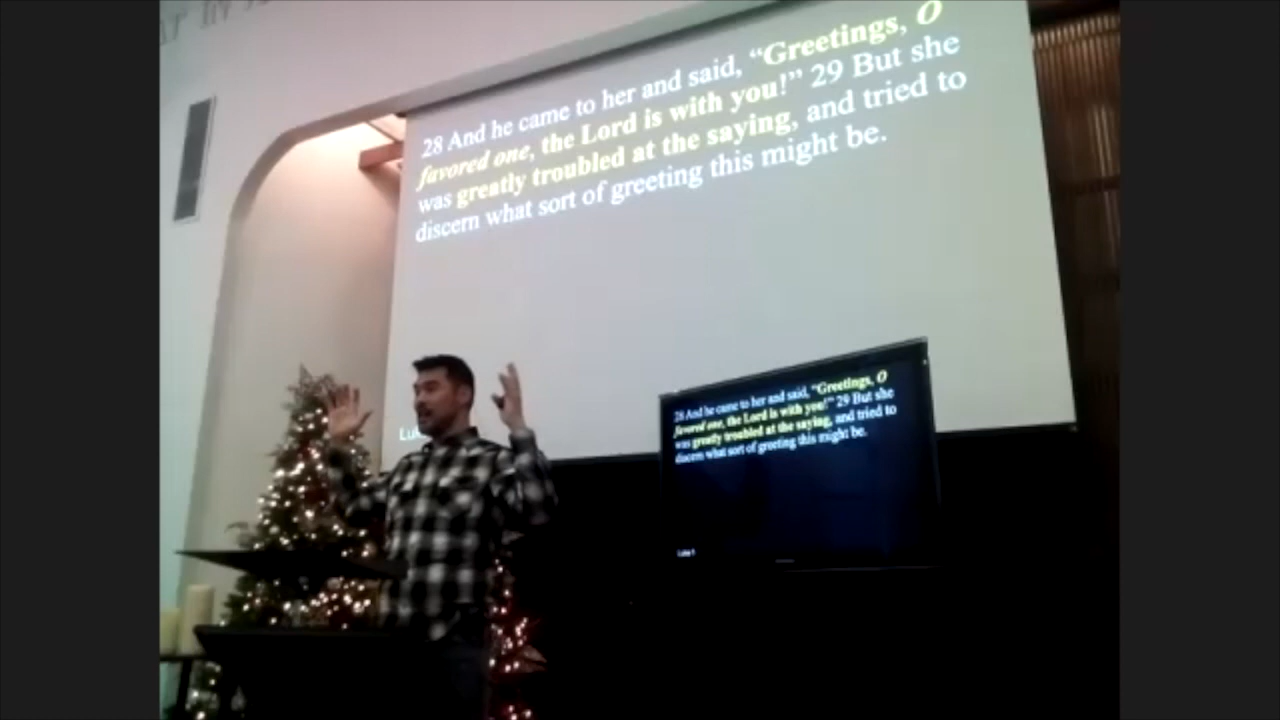 28 And he came to her and said, “Greetings, O
favored one, the Lord is with you!” 29 But she
was greatly troubled at the saying, and tried to
discern what sort of greeting this might be.
28 And he came to her and said, “Greetings, O
favored one, the Lord is with you!” 29 But she
was greatly troubled at the saying, and tried to
discern what sort of greeting this might be.
Luke 1